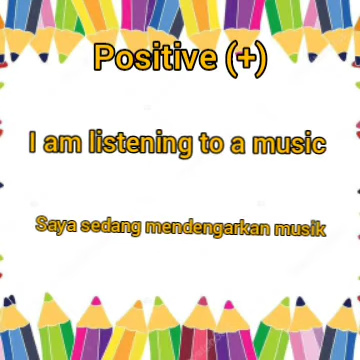 Positive (+)
I am listening to a music
Saya sedang mendengarkan musik